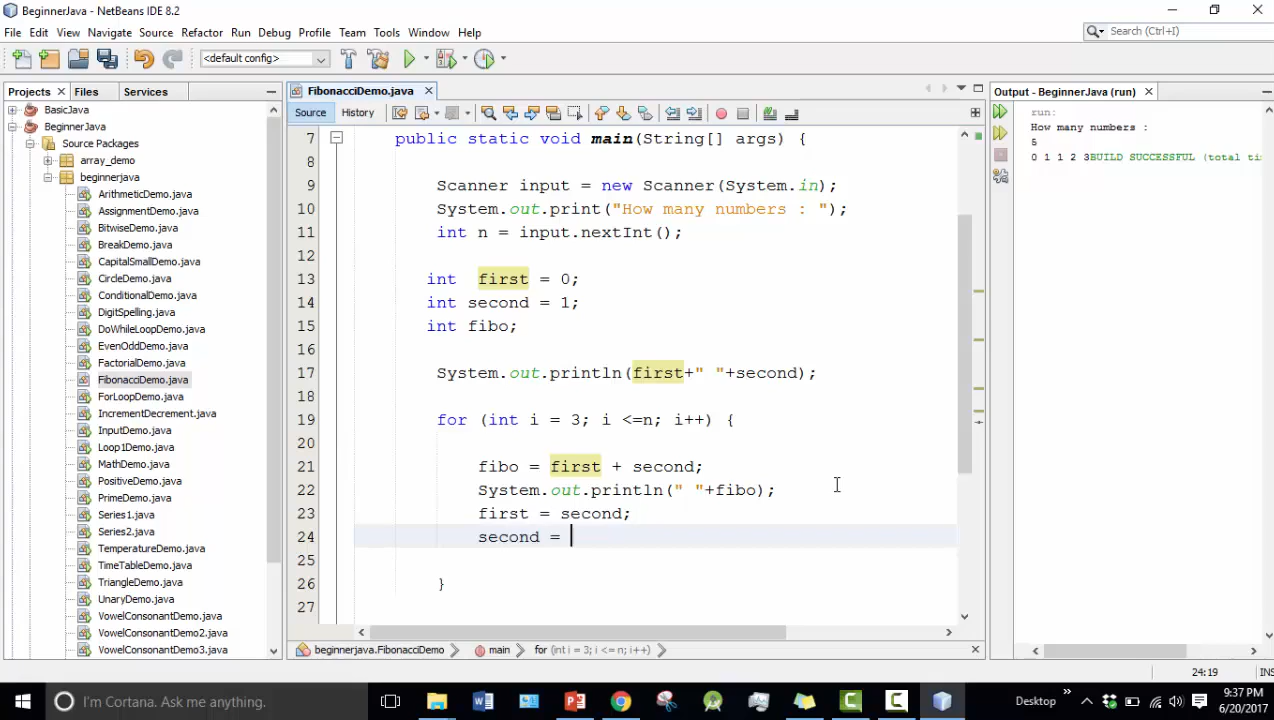 BeginnerJava - NetBeans IDE 8.2
File Edit View Navigate Source Refactor Run Debug Profile Team Tools Window Help
Search (Ctrl+I)
<default config>
Projects Files Services
FibonacciDemo.java
Output - BeginnerJava (run)
Source History
BasicJava
BeginnerJava
Source Packages
array_demo
beginnerjava
ArithmeticDemo.java
AssignmentDemo.java
BitwiseDemo.java
BreakDemo.java
CapitalSmallDemo.java
CircleDemo.java
ConditionalDemo.java
DigitSpelling.java
DoWhileLoopDemo.java
EvenOddDemo.java
FactorialDemo.java
FibonacciDemo.java
ForLoopDemo.java
IncrementDecrement.java
InputDemo.java
Loop1Demo.java
MathDemo.java
PositiveDemo.java
PrimeDemo.java
Series1.java
Series2.java
TemperatureDemo.java
TimeTableDemo.java
TriangleDemo.java
UnaryDemo.java
VowelConsonantDemo.java
VowelConsonantDemo2.java
VowelConsonantDemo3.java
7 public static void main(String[] args) {
8
9 Scanner input = new Scanner(System.in);
10 System.out.print("How many numbers : ");
11 int n = input.nextInt();
12
13 int first = 0;
14 int second = 1;
15 int fibo;
16
17 System.out.println(first+" "+second);
18
19 for (int i = 3; i <=n; i++) {
20
21 fibo = first + second;
22 System.out.println(" "+fibo);
23 first = second;
24 second =
25
26 }
27
run:
How many numbers :
5
0 1 1 2 3BUILD SUCCESSFUL (total ti
beginnerjava.FibonacciDemo main for (int i = 3; i <= n; i++)
24:19 INS
I'm Cortana. Ask me anything.
Desktop
9:37 PM
6/20/2017